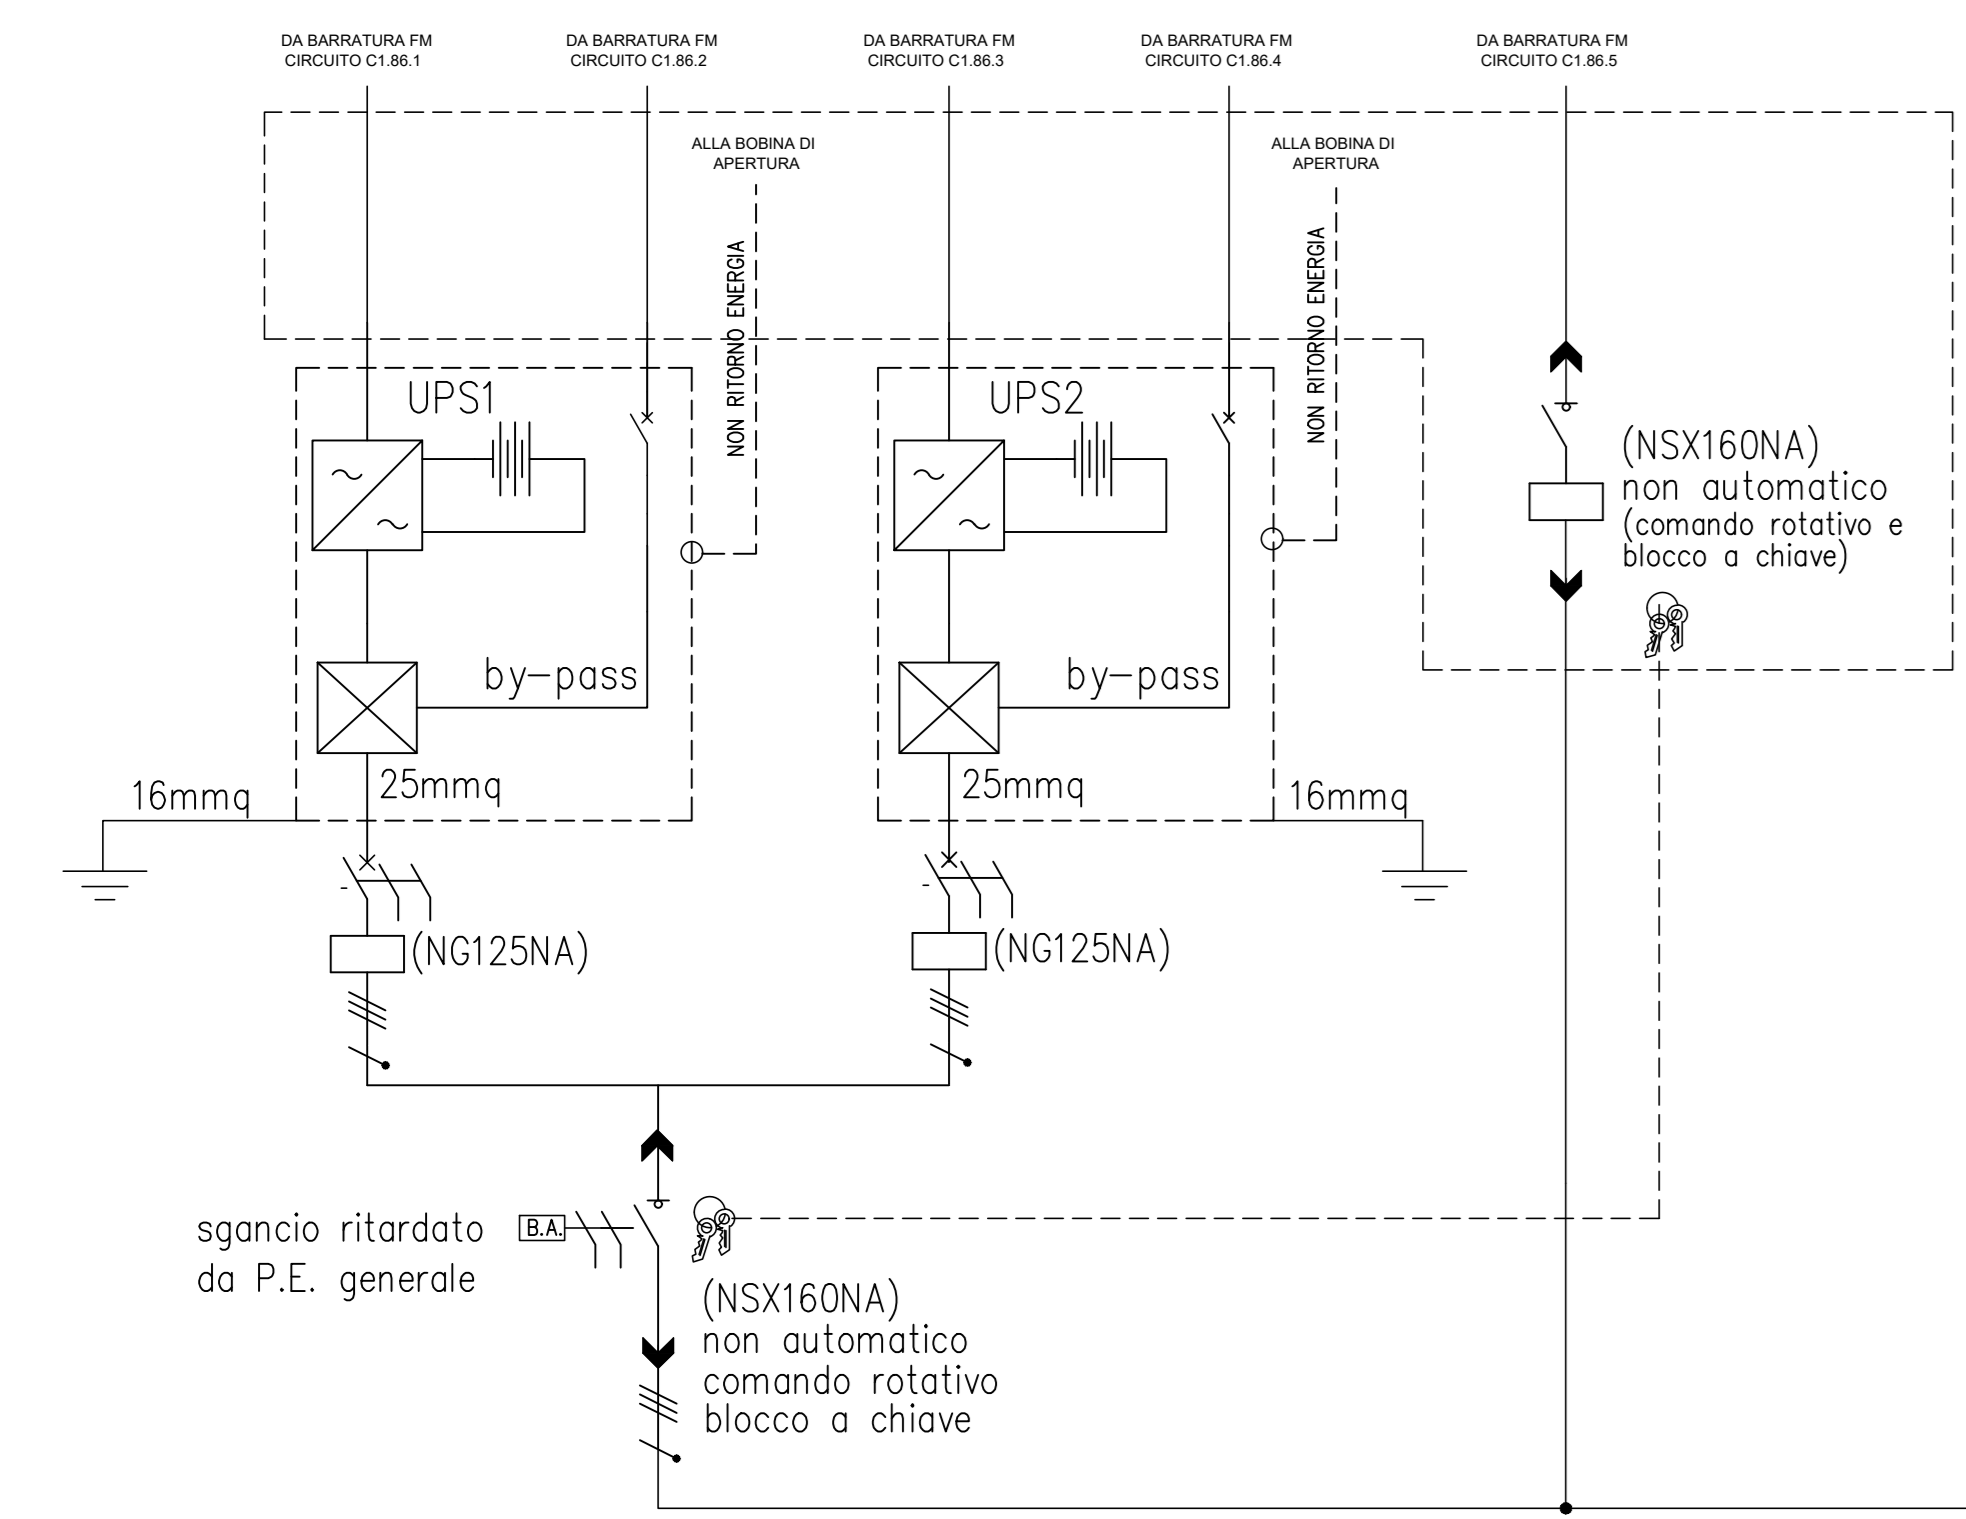 DA BARRATURA FM
CIRCUITO C1.86.1
DA BARRATURA FM
CIRCUITO C1.86.2
DA BARRATURA FM
CIRCUITO C1.86.3
DA BARRATURA FM
CIRCUITO C1.86.4
DA BARRATURA FM
CIRCUITO C1.86.5
ALLA BOBINA DI
APERTURA
ALLA BOBINA DI
APERTURA
NON RITORNO ENERGIA
NON RITORNO ENERGIA
UPS1
UPS2
(NSX160NA)
non automatico
(comando rotativo e
blocco a chiave)
by-pass
by-pass
16mmq
25mmq
25mmq
16mmq
(NG125NA)
(NG125NA)
sgancio ritardato
da P.E. generale
B.A.
(NSX160NA)
non automatico
comando rotativo
blocco a chiave